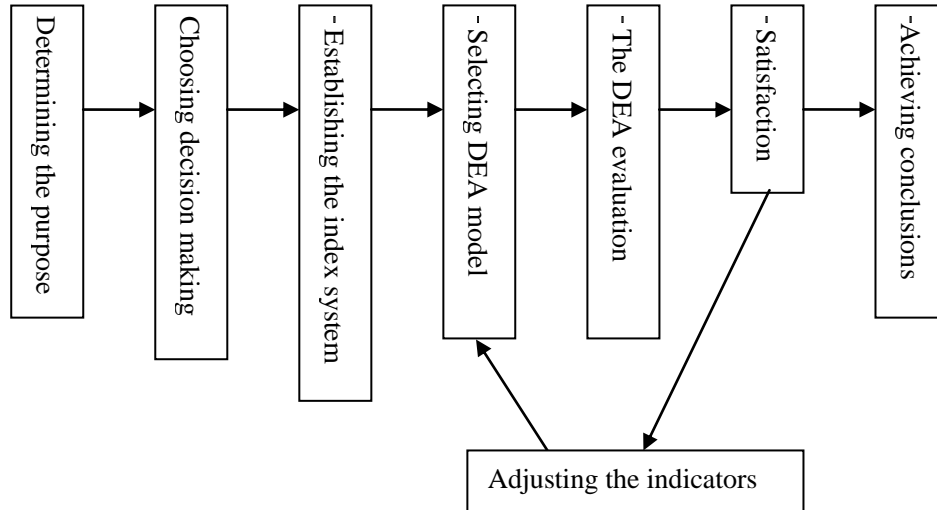 Determining the purpose
Choosing decision making
- Establishing the index system
-Selecting DEA model
- The DEA evaluation
-Satisfaction
-Achieving conclusions
Adjusting the indicators